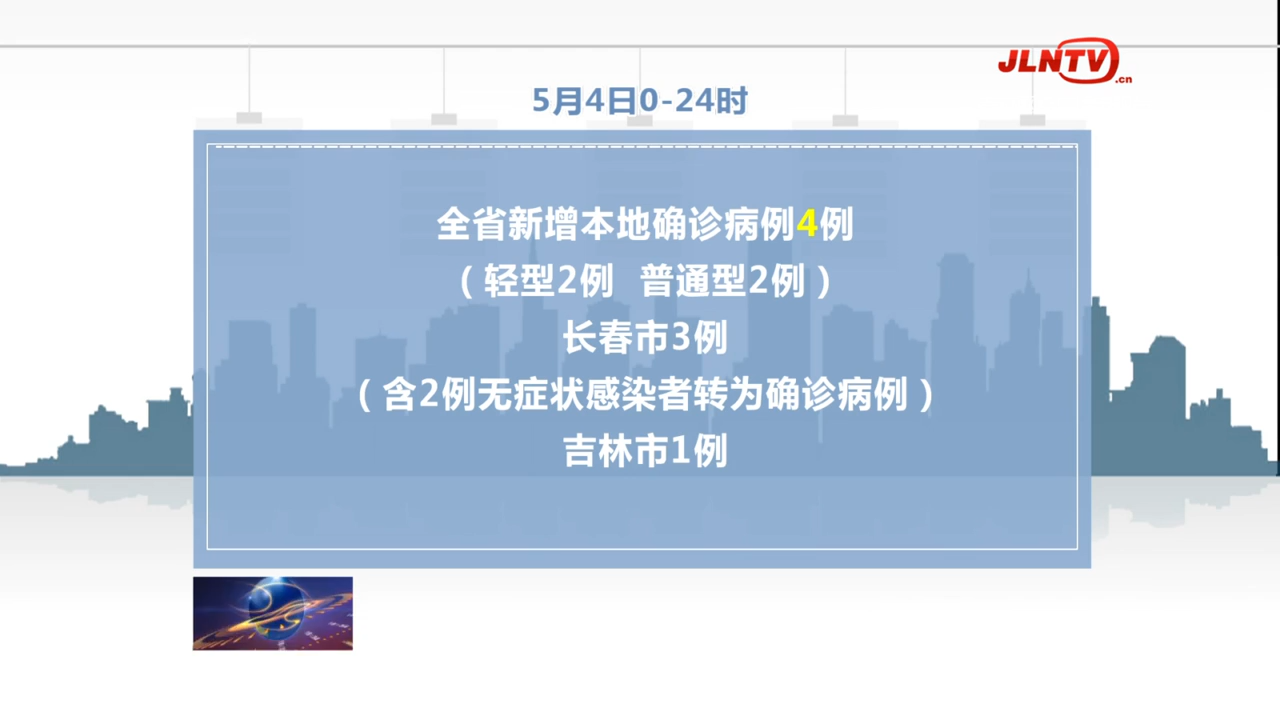 JLNTV.cn
5月4日0-24时
全省新增本地确诊病例4例
（轻型2例 普通型2例）
长春市3例
（含2例无症状感染者转为确诊病例）
吉林市1例